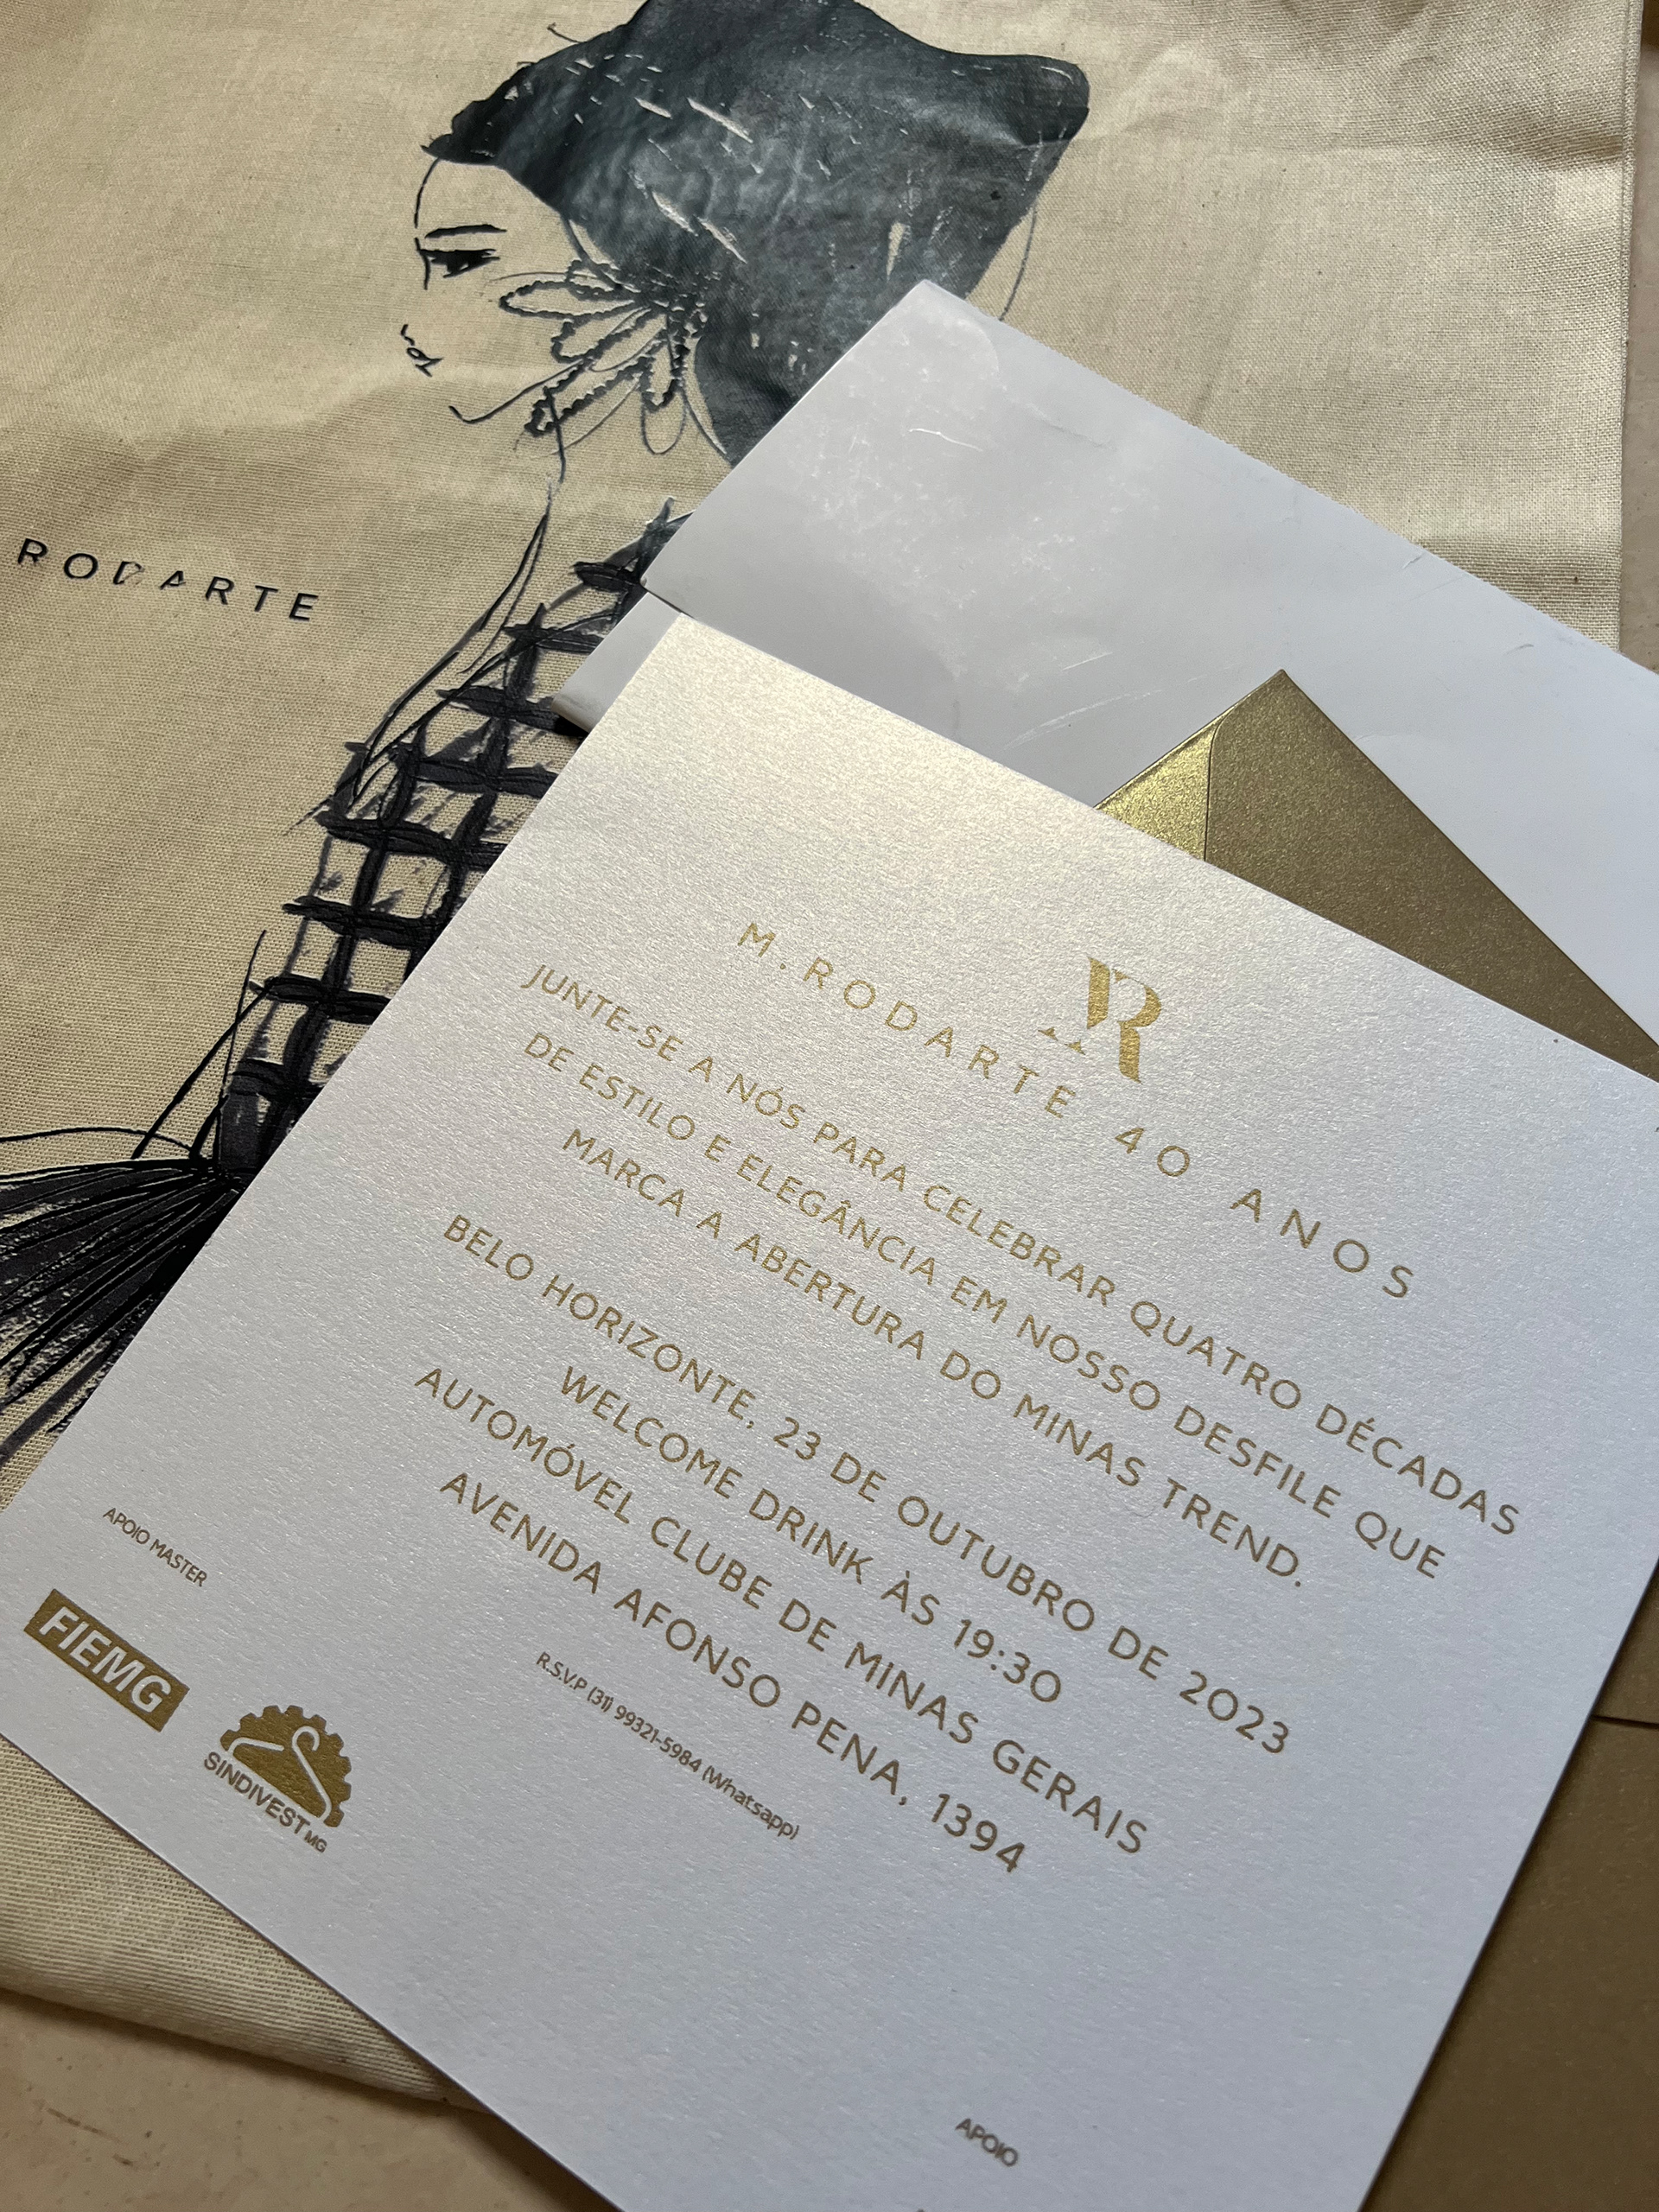 RODARTE
M. RODARTE 40 ANOS
JUNTE-SE A NÓS PARA CELEBRAR QUATRO DÉCADAS
DE ESTILO E ELEGÂNCIA EM NOSSO DESFILE QUE
MARCA A ABERTURA DO MINAS TREND.
BELO HORIZONTE, 23 DE OUTUBRO DE 2023
WELCOME DRINK ÀS 19:30
AUTOMÓVEL CLUBE DE MINAS GERAIS
AVENIDA AFONSO PENA, 1394
R.S.V.P (31) 99321-5984 (Whatsapp)
APOIO MASTER
FIEMG
SINDIVEST MG
APOIO